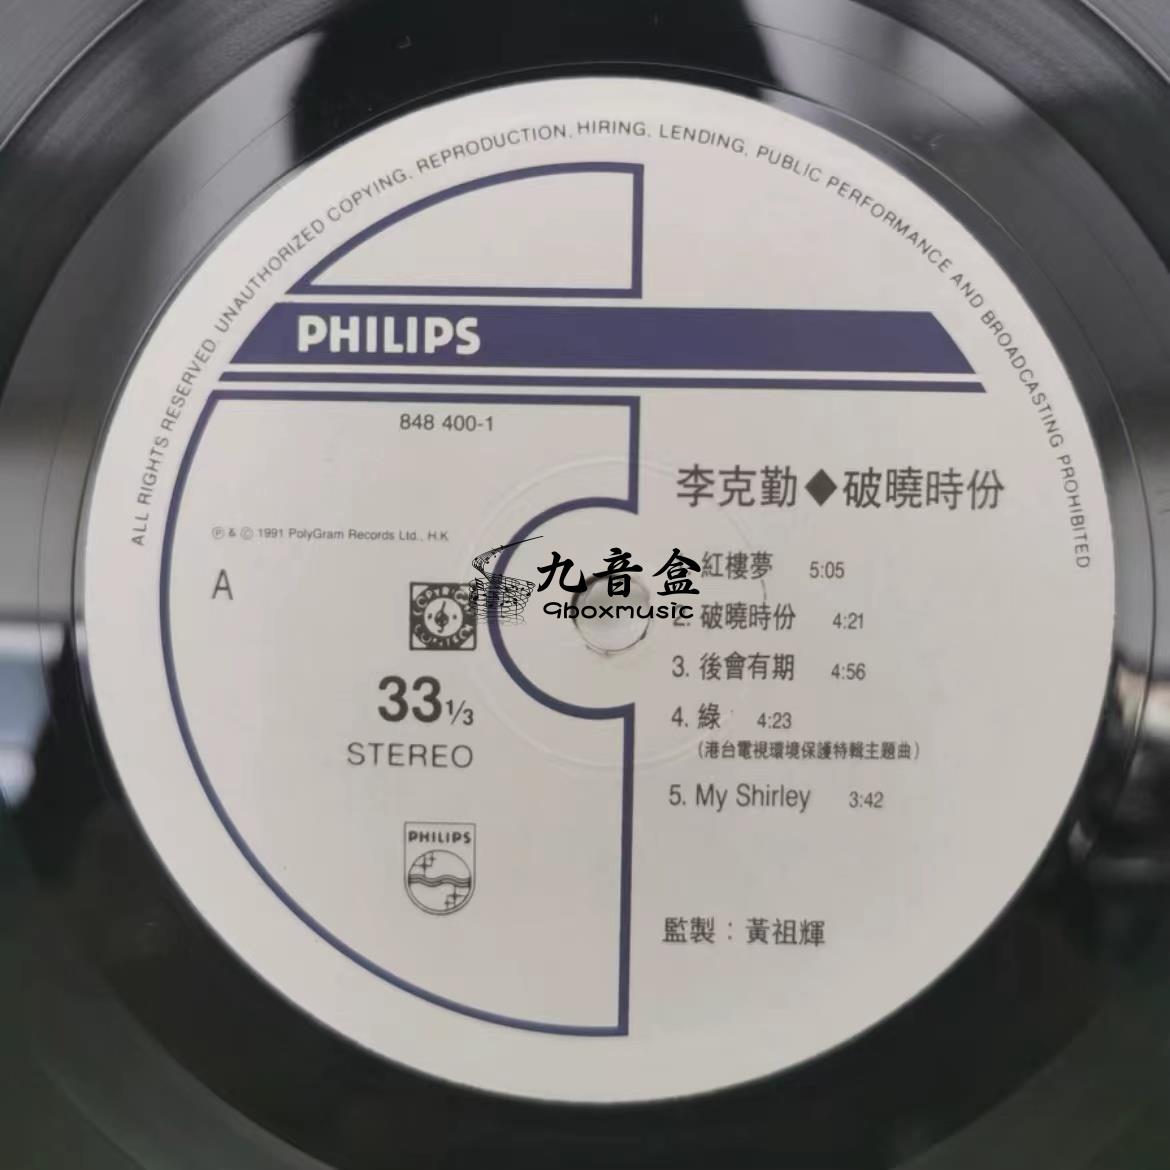 ALL RIGHTS RESERVED. UNAUTHORIZED COPYING, REPRODUCTION, HIRING, LENDING, PUBLIC PERFORMANCE AND BROADCASTING PROHIBITED
PHILIPS
848 400-1
李克勤◆破曉時份
℗ & © 1991 PolyGram Records Ltd., H.K
A
紅樓夢 5:05
2. 破曉時份 4:21
3. 後會有期 4:56
4. 綠 4:23
(港台電視環境保護特輯主題曲)
5. My Shirley 3:42
九音盒
9boxmusic
33 1/3
STEREO
PHILIPS
監製：黃祖輝